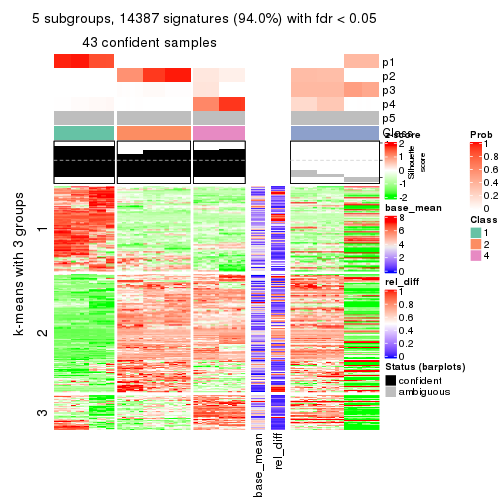 5 subgroups, 14387 signatures (94.0%) with fdr < 0.05
43 confident samples
p1
p2
p3
p4
p5
Class
Silhouette
score
k-means with 3 groups
1
2
3
base_mean
rel_diff
z-score
2
1
0
-1
-2
base_mean
8
6
4
2
0
rel_diff
1
0.8
0.6
0.4
0.2
0
Status (barplots)
confident
ambiguous
Prob
1
0.8
0.6
0.4
0.2
0
Class
1
2
4